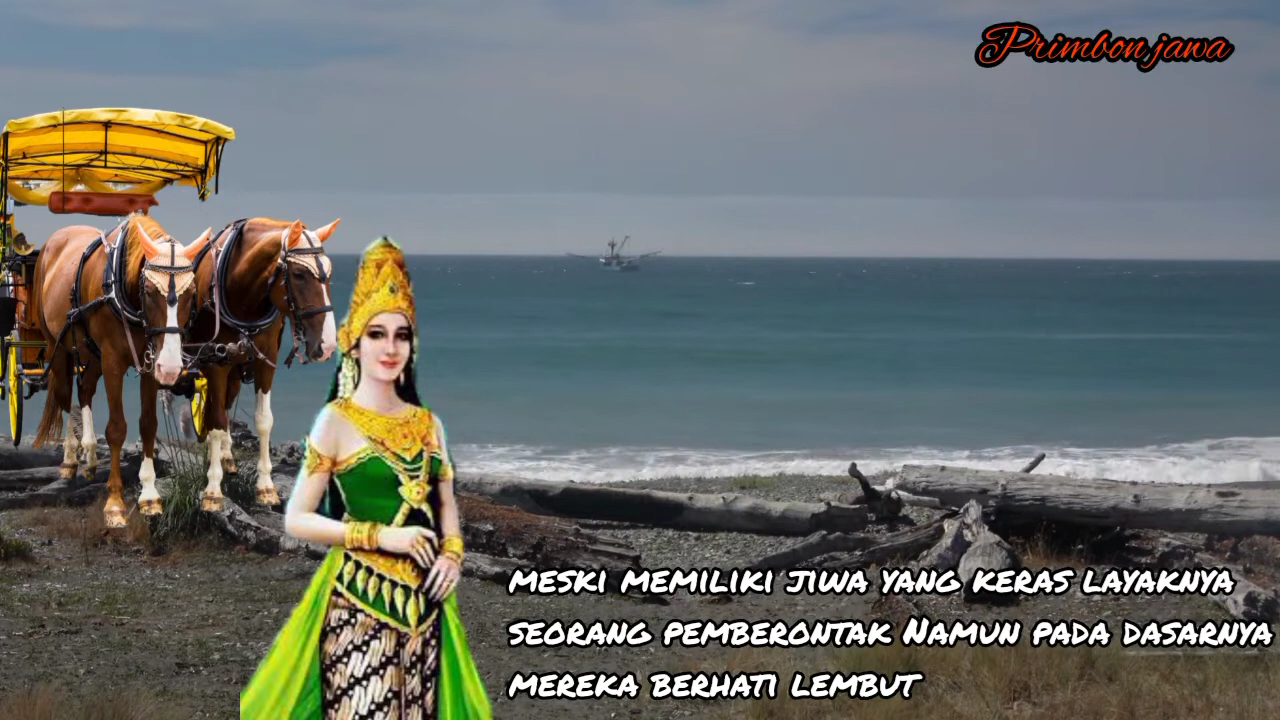 Primbon jawa
MESKI MEMILIKI JIWA YANG KERAS LAYAKNYA
SEORANG PEMBERONTAK NAMUN PADA DASARNYA
MEREKA BERHATI LEMBUT